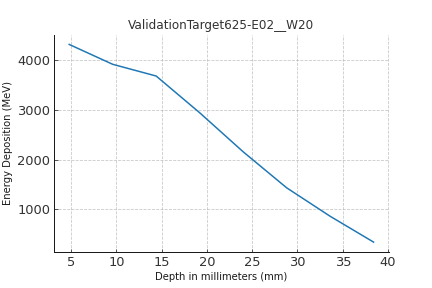 ValidationTarget625-E02__W20
Energy Deposition (MeV)
4000
3000
2000
1000
5 10 15 20 25 30 35 40
Depth in millimeters (mm)